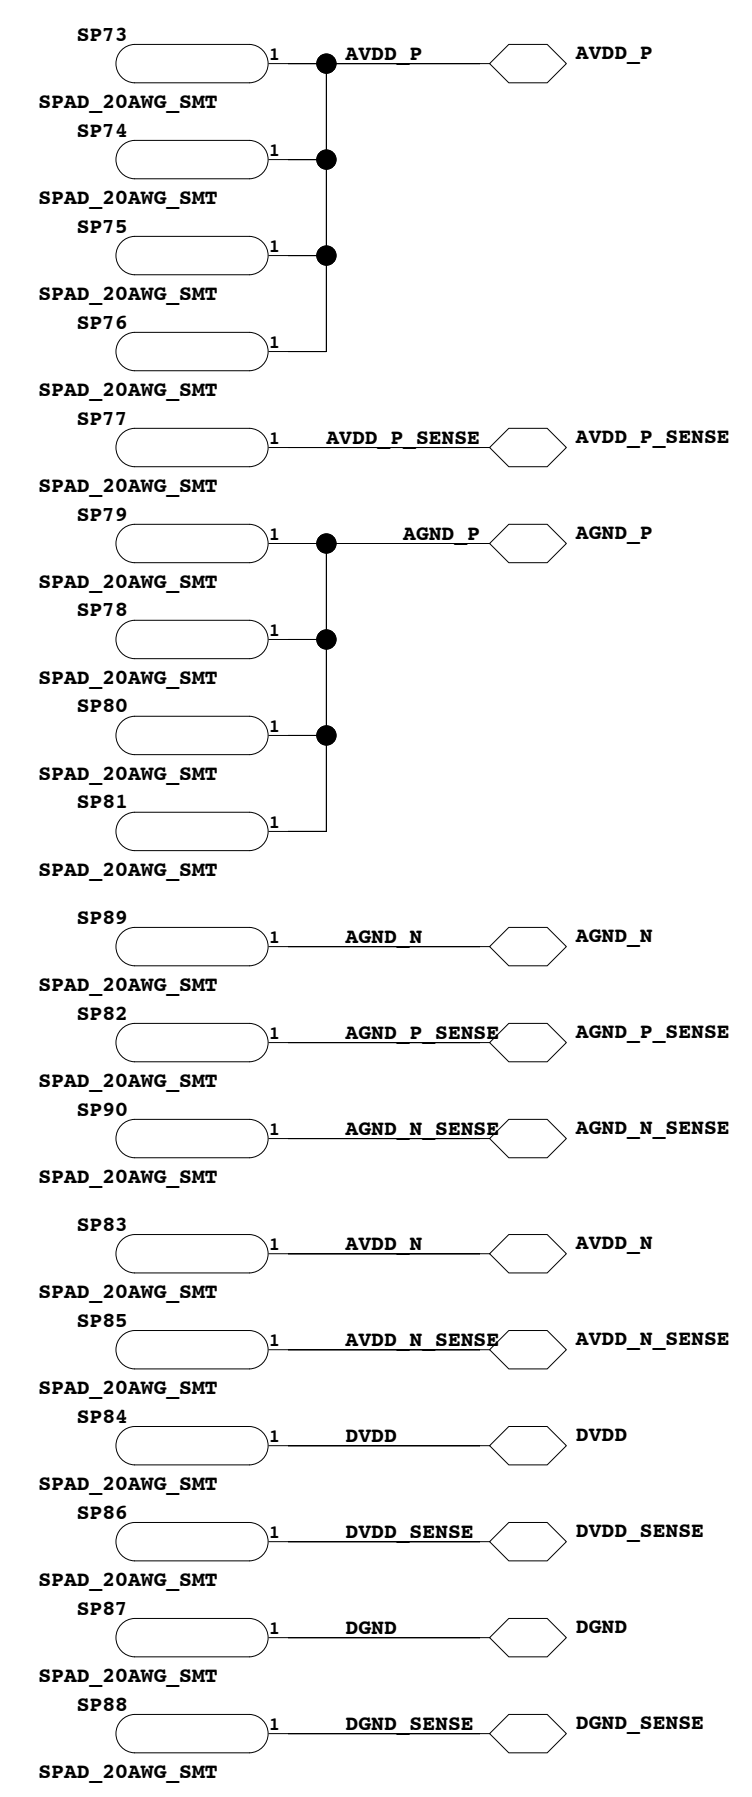 SP73
1 AVDD_P AVDD_P
SPAD_20AWG_SMT
SP74
1
SPAD_20AWG_SMT
SP75
1
SPAD_20AWG_SMT
SP76
1
SPAD_20AWG_SMT
SP77
1 AVDD_P_SENSE AVDD_P_SENSE
SPAD_20AWG_SMT
SP79
1 AGND_P AGND_P
SPAD_20AWG_SMT
SP78
1
SPAD_20AWG_SMT
SP80
1
SPAD_20AWG_SMT
SP81
1
SPAD_20AWG_SMT
SP89
1 AGND_N AGND_N
SPAD_20AWG_SMT
SP82
1 AGND_P_SENSE AGND_P_SENSE
SPAD_20AWG_SMT
SP90
1 AGND_N_SENSE AGND_N_SENSE
SPAD_20AWG_SMT
SP83
1 AVDD_N AVDD_N
SPAD_20AWG_SMT
SP85
1 AVDD_N_SENSE AVDD_N_SENSE
SPAD_20AWG_SMT
SP84
1 DVDD DVDD
SPAD_20AWG_SMT
SP86
1 DVDD_SENSE DVDD_SENSE
SPAD_20AWG_SMT
SP87
1 DGND DGND
SPAD_20AWG_SMT
SP88
1 DGND_SENSE DGND_SENSE
SPAD_20AWG_SMT